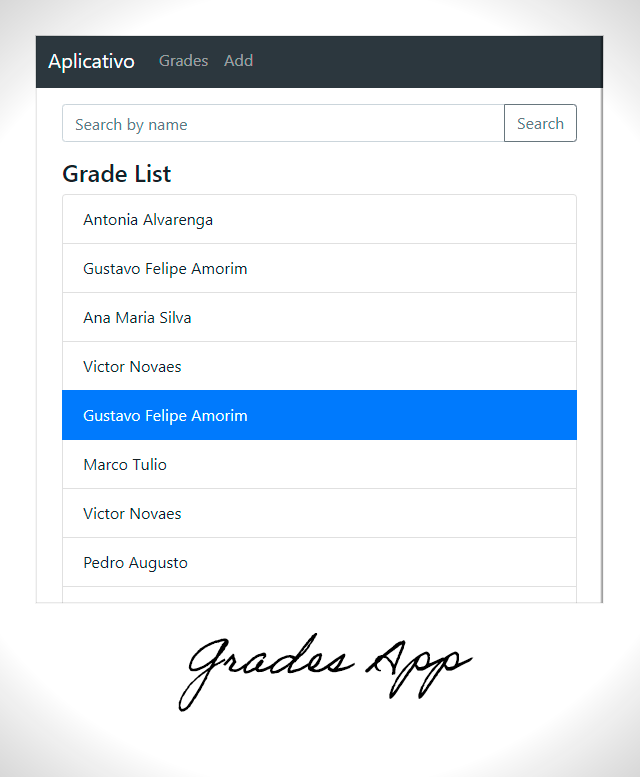 Aplicativo Grades Add
Search by name Search
Grade List
Antonia Alvarenga
Gustavo Felipe Amorim
Ana Maria Silva
Victor Novaes
Gustavo Felipe Amorim
Marco Tulio
Victor Novaes
Pedro Augusto
Grades App